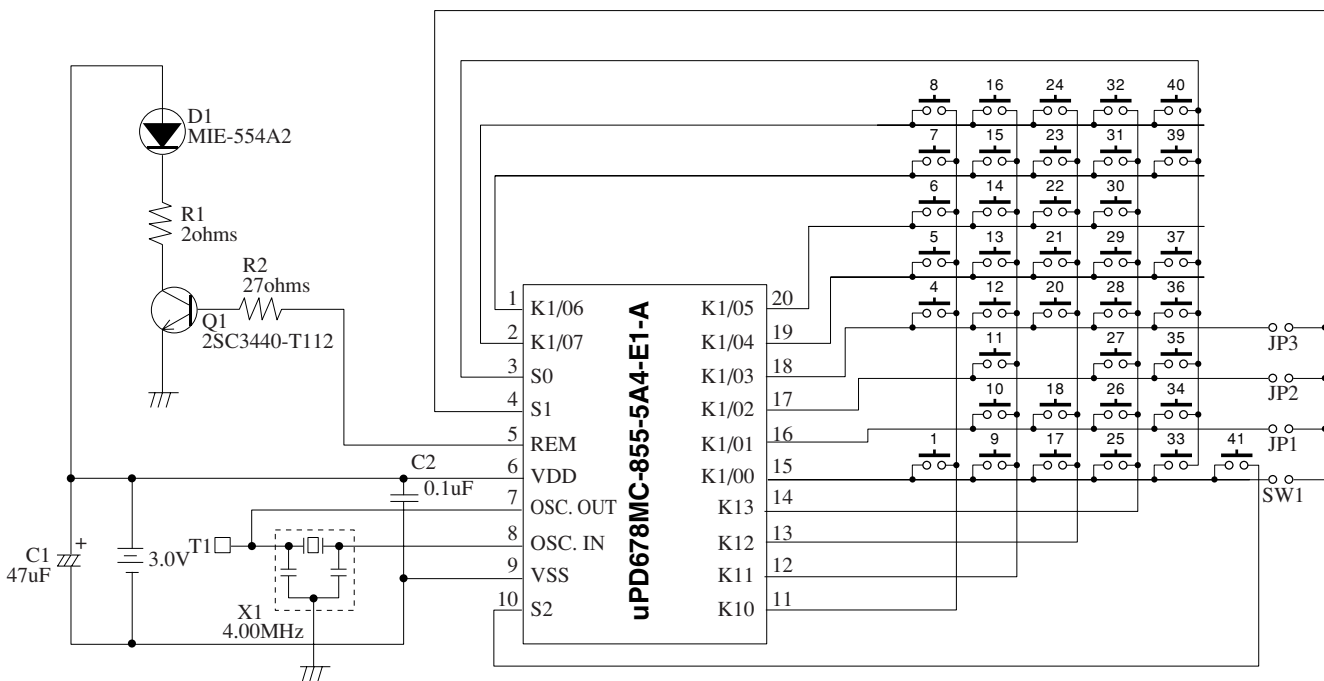 D1
MIE-554A2
R1
2ohms
R2
27ohms
Q1
2SC3440-T112
C2
0.1uF
C1
+
47uF
3.0V
T1
X1
4.00MHz
uPD678MC-855-5A4-E1-A
1 K1/06
2 K1/07
3 S0
4 S1
5 REM
6 VDD
7 OSC. OUT
8 OSC. IN
9 VSS
10 S2
K1/05 20
K1/04 19
K1/03 18
K1/02 17
K1/01 16
K1/00 15
K13 14
K12 13
K11 12
K10 11
8 16 24 32 40
7 15 23 31 39
6 14 22 30
5 13 21 29 37
4 12 20 28 36
JP3
11 27 35
JP2
10 18 26 34
JP1
1 9 17 25 33 41
SW1